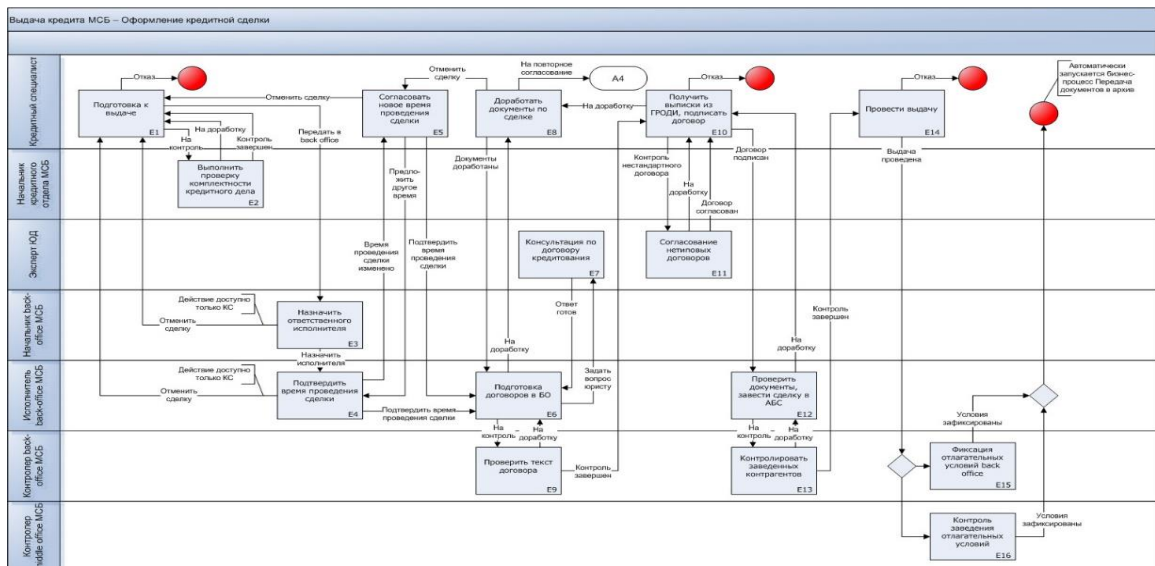 Выдача кредита МСБ – Оформление кредитной сделки
Кредитный специалист
Отказ
Подготовка к
выдаче
E1
Отменить сделку
На
контроль
На доработку
Контроль
завершен
Передать в
back office
Отменить
сделку
Согласовать
новое время
проведения
сделки
E5
На повторное
согласование
A4
Доработать
документы по
сделке
E8
На доработку
Отказ
Получить
выписки из
ГРОДИ, подписать
договор
E10
Отказ
Провести выдачу
E14
Автоматически
запускается бизнес-
процесс Передача
документов в архив
Начальник
кредитного
отдела МСБ
Выполнить
проверку
комплектности
кредитного дела
E2
Предло-
жить
другое
время
Документы
доработаны
Контроль
нестандартного
договора
На
доработку
Договор
согласован
Договор
подписан
Выдача
проведена
Эксперт ЮД
Время
проведения
сделки
изменено
Подтвердить
время
проведения
сделки
Консультация по
договору
кредитования
E7
Согласование
нетиповых
договоров
E11
Начальник back-
office МСБ
Действие доступно
только КС
Отменить
сделку
Назначить
ответственного
исполнителя
E3
Назначить
исполнителя
На
доработку
Ответ
готов
На
доработку
Контроль
завершен
Исполнитель
back-office МСБ
Действие доступно
только КС
Отменить
сделку
Подтвердить
время проведения
сделки
E4
Подтвердить время
проведения сделки
Подготовка
договоров в БО
E6
Задать
вопрос
юристу
Проверить
документы,
завести сделку в
АБС
E12
Условия
зафиксированы
Контролер back-
office МСБ
На
контроль
На
доработку
Проверить текст
договора
E9
Контроль
завершен
На
контроль
На
доработку
Контролировать
заведенных
контрагентов
E13
Фиксация
отлагательных
условий back
office
E15
Контролер
middle office МСБ
Контроль
заведения
отлагательных
условий
E16
Условия
зафиксированы